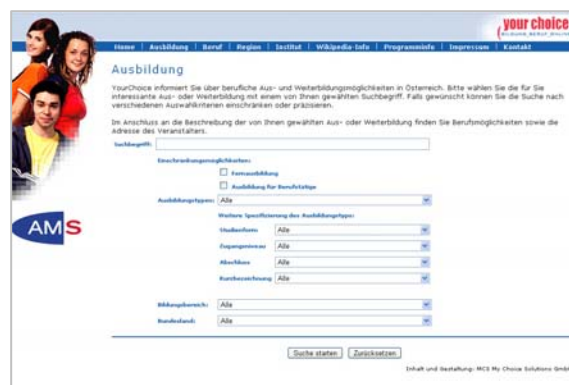 your choice
BILDUNG_BERUF_ONLINE
Home | Ausbildung | Beruf | Region | Institut | Wikipedia-Info | Programminfo | Impressum | Kontakt
Ausbildung
YourChoice informiert Sie über berufliche Aus- und Weiterbildungsmöglichkeiten in Österreich. Bitte wählen Sie die für Sie
interessante Aus- oder Weiterbildung mit einem von Ihnen gewählten Suchbegriff. Falls gewünscht können Sie die Suche nach
verschiedenen Auswahlkriterien einschränken oder präzisieren.
Im Anschluss an die Beschreibung der von Ihnen gewählten Aus- oder Weiterbildung finden Sie Berufsmöglichkeiten sowie die
Adresse des Veranstalters.
Suchbegriff:
Einschränkungsmöglichkeiten:
Fernausbildung
Ausbildung für Berufstätige
Ausbildungstypen: Alle
Weitere Spezifizierung des Ausbildungstyps:
Studienform Alle
Zugangsniveau Alle
Abschluss Alle
Kurzbezeichnung Alle
Bildungsbereich: Alle
Bundesland: Alle
AMS
Suche starten Zurücksetzen
Inhalt und Gestaltung: MCS My Choice Solutions GmbH